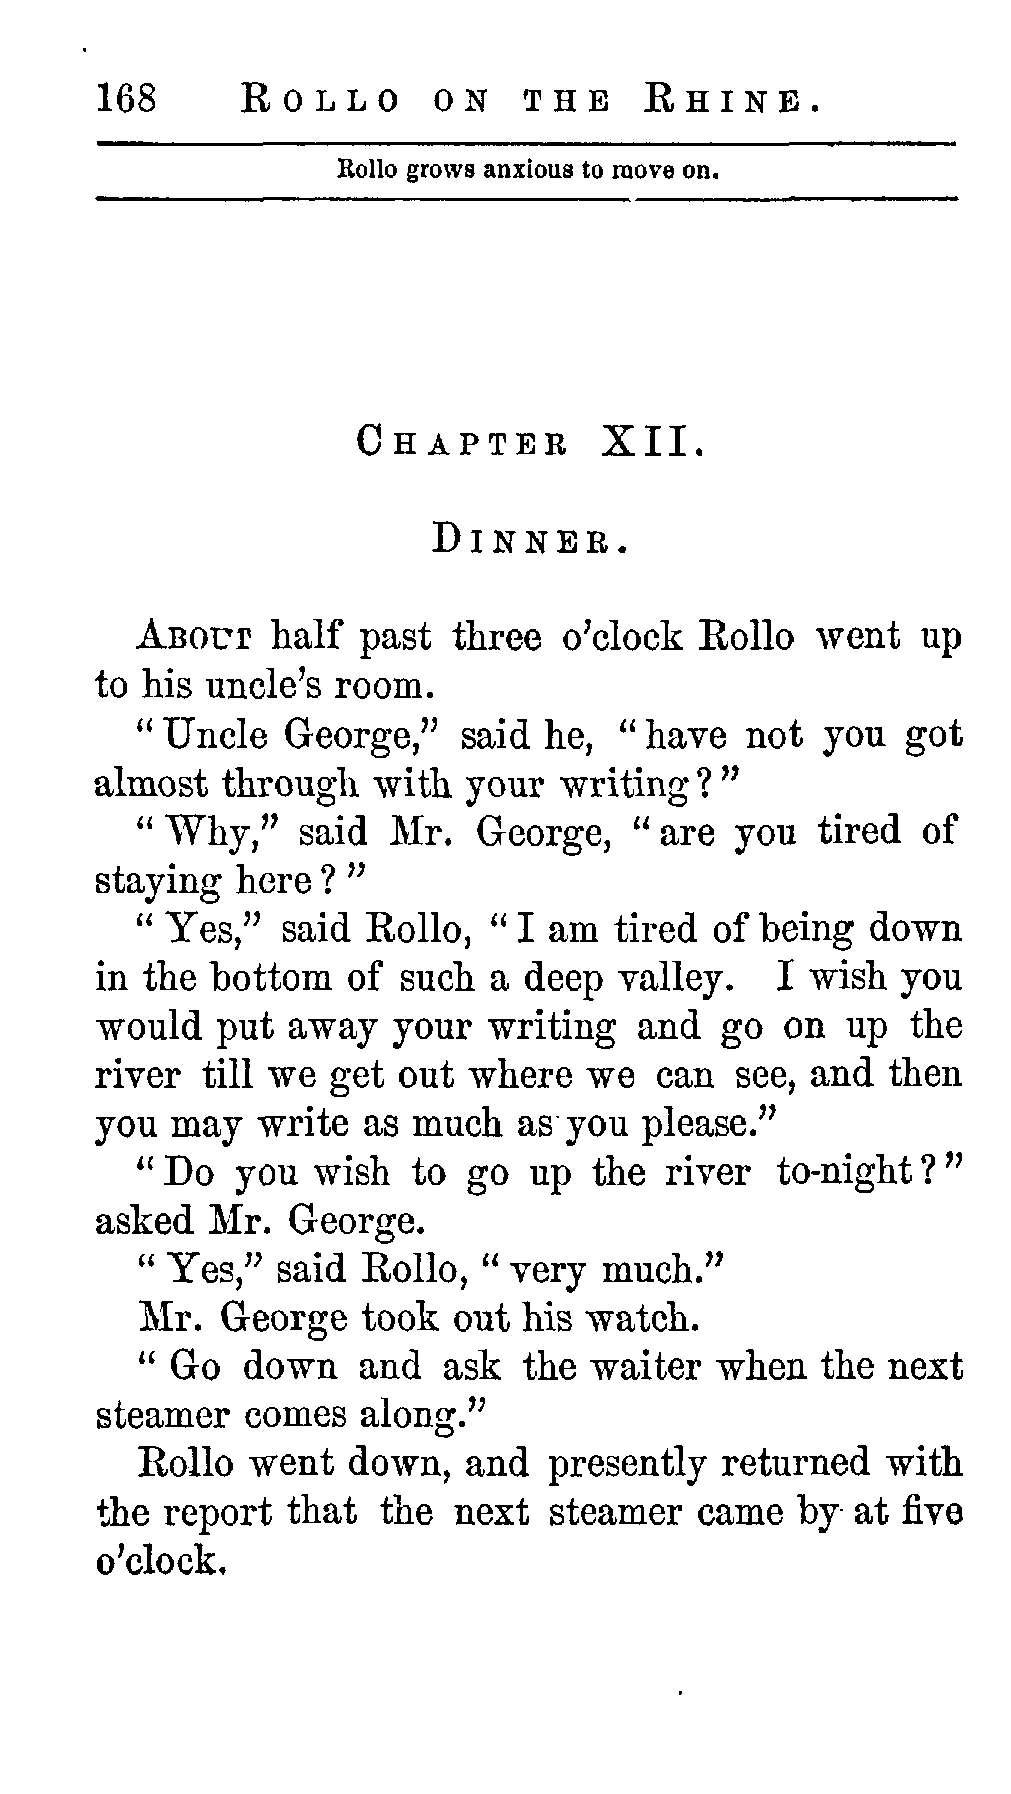 168 ROLLO ON THE RHINE.
Rollo grows anxious to move on.
CHAPTER XII.
DINNER.
ABOUT half past three o'clock Rollo went up
to his uncle's room.
"Uncle George," said he, "have not you got
almost through with your writing?"
"Why," said Mr. George, "are you tired of
staying here?"
"Yes," said Rollo, "I am tired of being down
in the bottom of such a deep valley. I wish you
would put away your writing and go on up the
river till we get out where we can see, and then
you may write as much as you please."
"Do you wish to go up the river to-night?"
asked Mr. George.
"Yes," said Rollo, "very much."
Mr. George took out his watch.
"Go down and ask the waiter when the next
steamer comes along."
Rollo went down, and presently returned with
the report that the next steamer came by at five
o'clock.